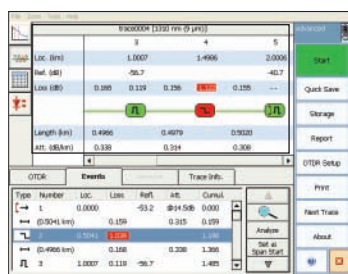 trace0004 [1310 nm (9 µm)]
advanced
3 4 5
Loc. (km) 1.0007 1.4986 2.0006
Start
Ref. (dB) -56.7 -40.7
Loss (dB) 0.168 0.119 0.156 0.155 --
Quick Save
Storage
Length (km) 0.4966 0.4979 0.5020
Report
Att. (dB/km) 0.338 0.314 0.308
OTDR Setup
OTDR Events Trace Info.
Print
Type Number Loc. Loss Refl. Att. Cumul.
1 0.0000 -53.2 0.000
Next Trace
(0.5041 km) 0.159 0.315 0.159
Analyze
About
2 0.5041
Set as
Span Start
(0.4966 km) 0.168 0.338 1.366
3 1.0007 0.119 -56.7 1.485